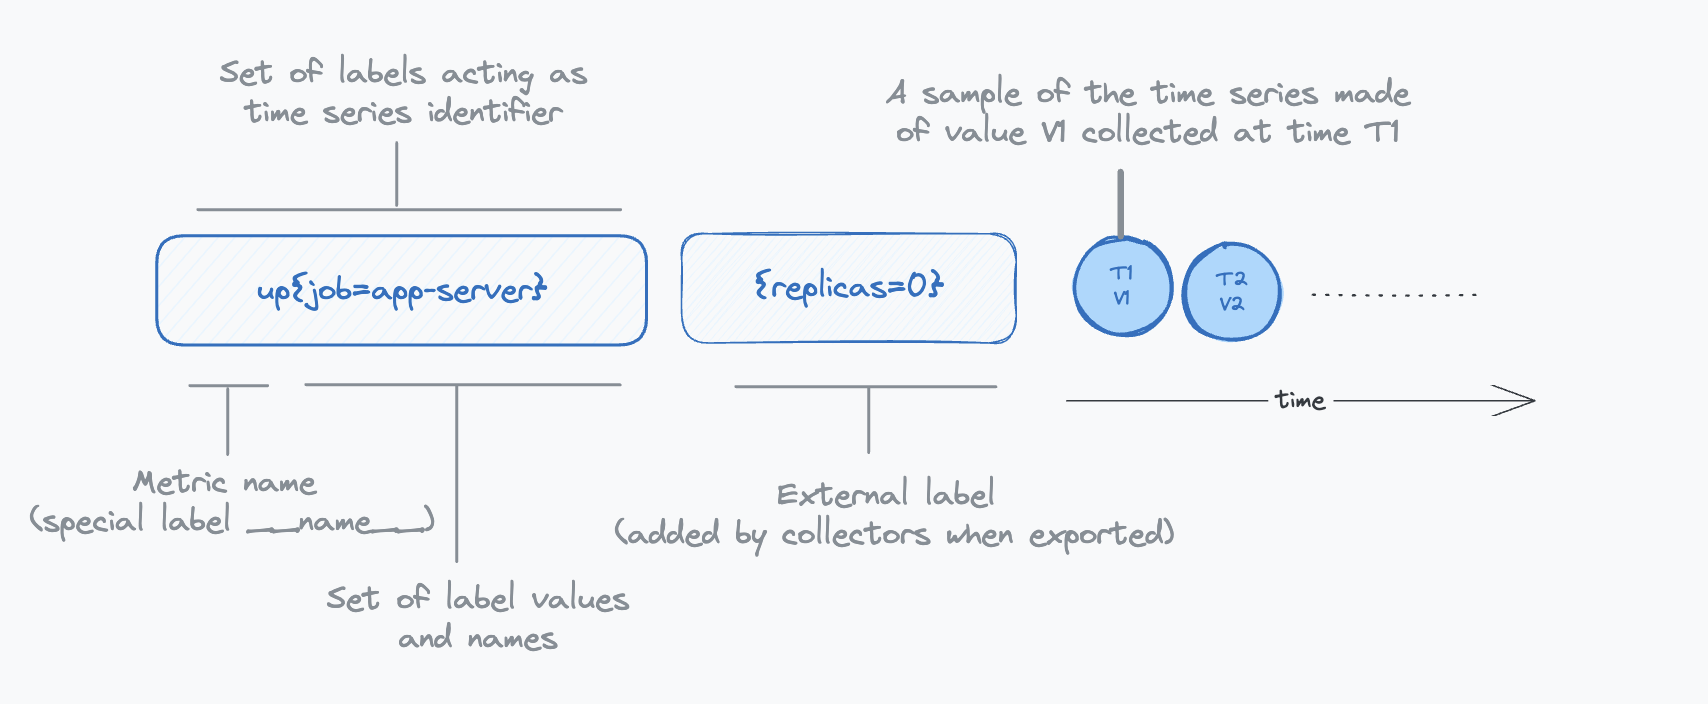 Set of labels acting as
time series identifier
A sample of the time series made
of value V1 collected at time T1
up{job=app-server}
{replicas=0}
T1
V1
T2
V2
time
Metric name
(special label __name__)
External label
(added by collectors when exported)
Set of label values
and names